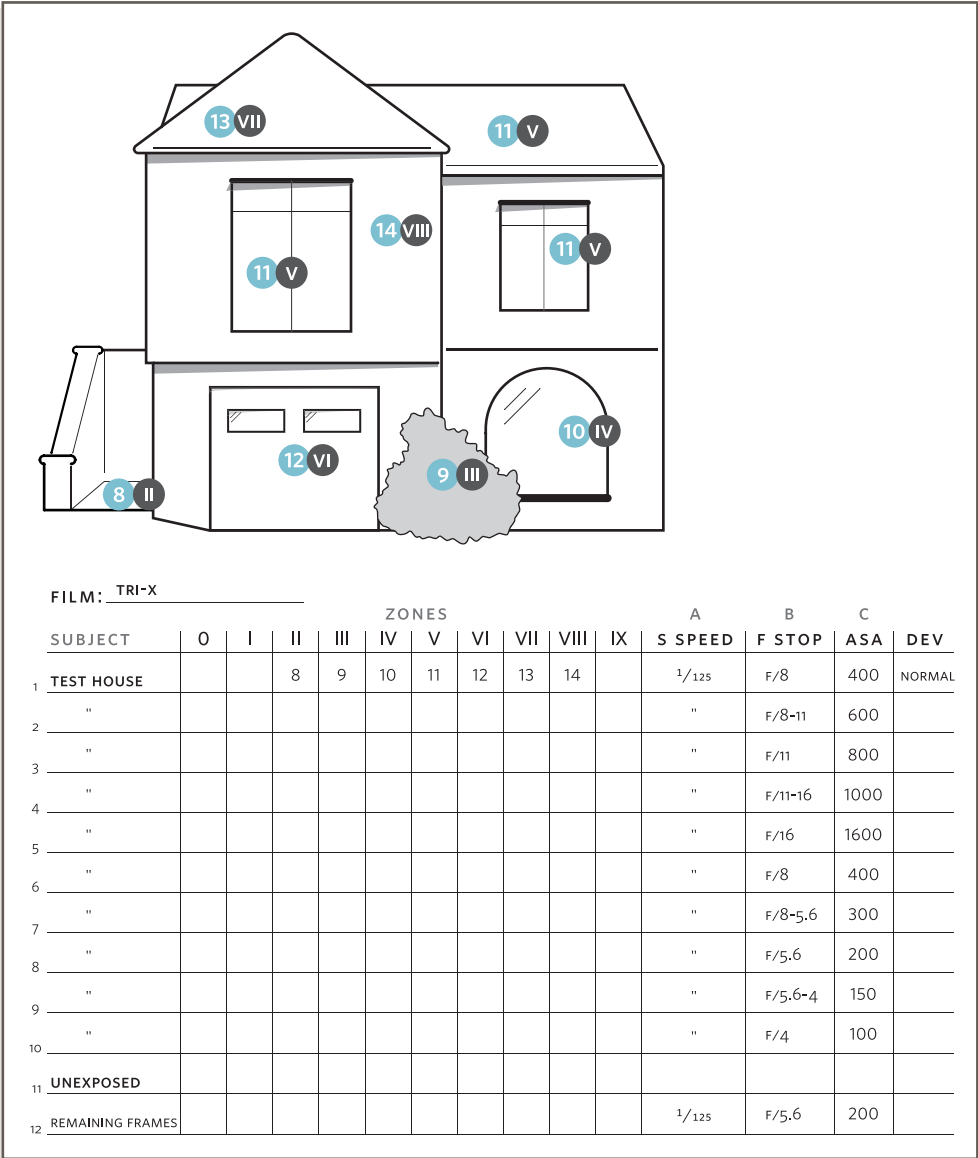 13 VII
11 V
14 VIII
11 V
11 V
10 IV
12 VI
9 III
8 II
FILM: TRI-X
ZONES A B C
SUBJECT 0 I II III IV V VI VII VIII IX S SPEED F STOP ASA DEV
1 TEST HOUSE 8 9 10 11 12 13 14 1/125 F/8 400 NORMAL
2 " " F/8-11 600
3 " " F/11 800
4 " " F/11-16 1000
5 " " F/16 1600
6 " " F/8 400
7 " " F/8-5.6 300
8 " " F/5.6 200
9 " " F/5.6-4 150
10 " " F/4 100
11 UNEXPOSED
12 REMAINING FRAMES 1/125 F/5.6 200